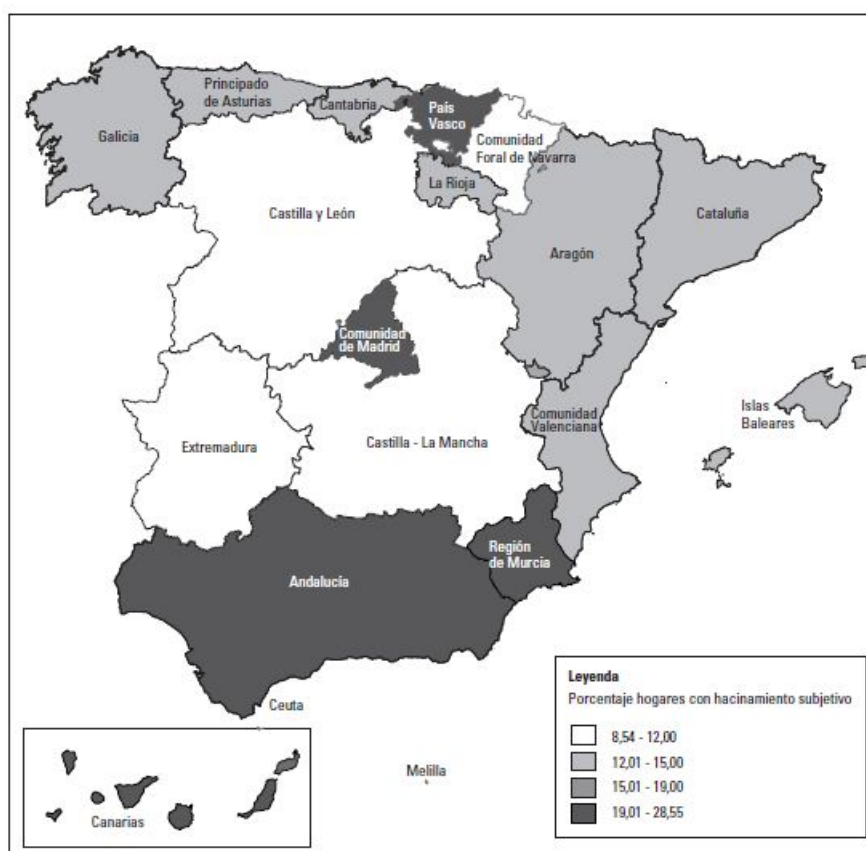 Principado
de Asturias
Cantabria
País
Vasco
Galicia
Comunidad
Foral de Navarra
La Rioja
Castilla y León
Cataluña
Aragón
Comunidad
de Madrid
Islas
Baleares
Comunidad
Valenciana
Extremadura
Castilla - La Mancha
Región
de Murcia
Andalucía
Ceuta
Melilla
Canarias
Leyenda
Porcentaje hogares con hacinamiento subjetivo
8,54 - 12,00
12,01 - 15,00
15,01 - 19,00
19,01 - 28,55